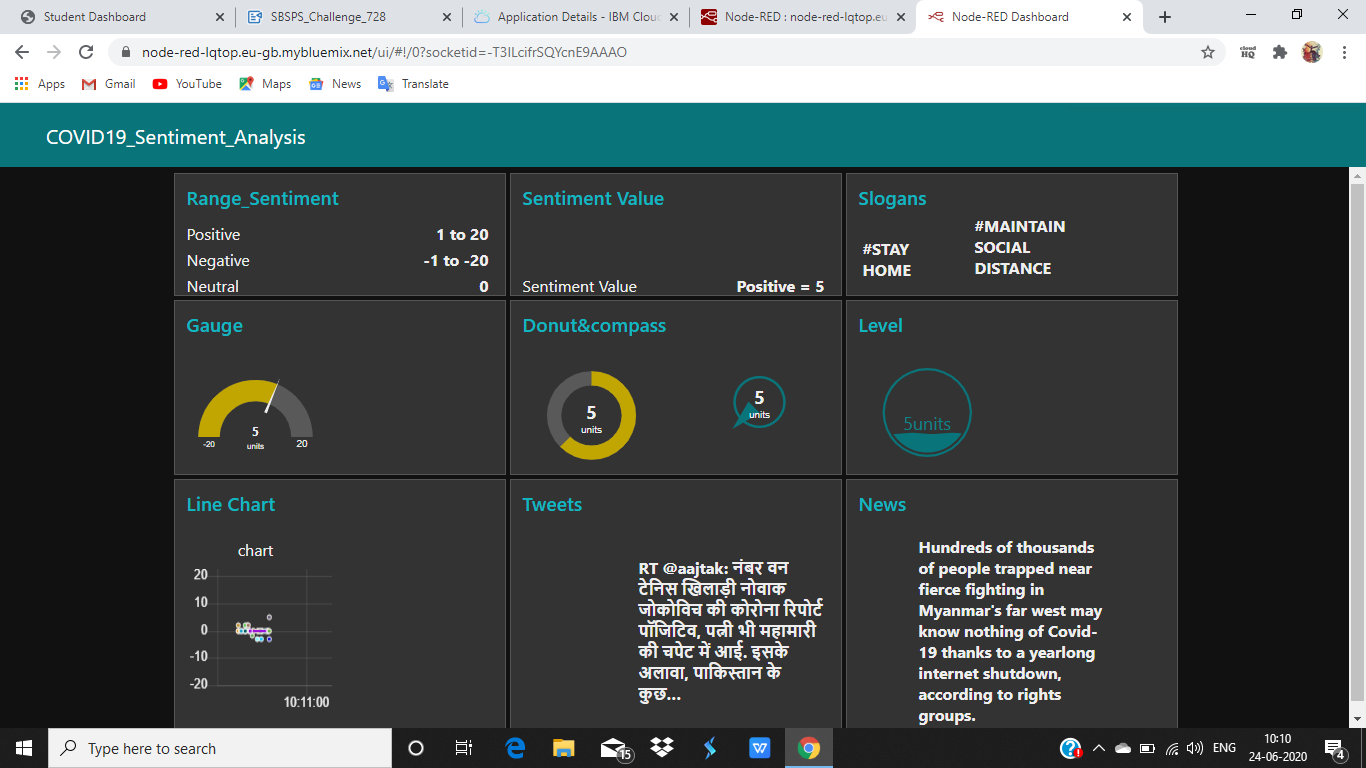 Student Dashboard
SBSPS_Challenge_728
Application Details - IBM Clou
Node-RED : node-red-lqtop.eu
Node-RED Dashboard
node-red-lqtop.eu-gb.mybluemix.net/ui/#!/0?socketid=-T3ILcifrSQYcnE9AAAO
cloud
HQ
Apps
Gmail
YouTube
Maps
News
Translate
COVID19_Sentiment_Analysis
Range_Sentiment
Positive 1 to 20
Negative -1 to -20
Neutral 0
Sentiment Value
Sentiment Value Positive = 5
Slogans
#STAY
HOME
#MAINTAIN
SOCIAL
DISTANCE
Gauge
5
units
-20 20
Donut&compass
5
units
5
units
Level
5units
Line Chart
chart
20
10
0
-10
-20
10:11:00
Tweets
RT @aajtak: नंबर वन
टेनिस खिलाड़ी नोवाक
जोकोविच की कोरोना रिपोर्ट
पॉजिटिव, पत्नी भी महामारी
की चपेट में आई. इसके
अलावा, पाकिस्तान के
कुछ…
News
Hundreds of thousands
of people trapped near
fierce fighting in
Myanmar's far west may
know nothing of Covid-
19 thanks to a yearlong
internet shutdown,
according to rights
groups.
Type here to search
15
ENG
10:10
24-06-2020
4